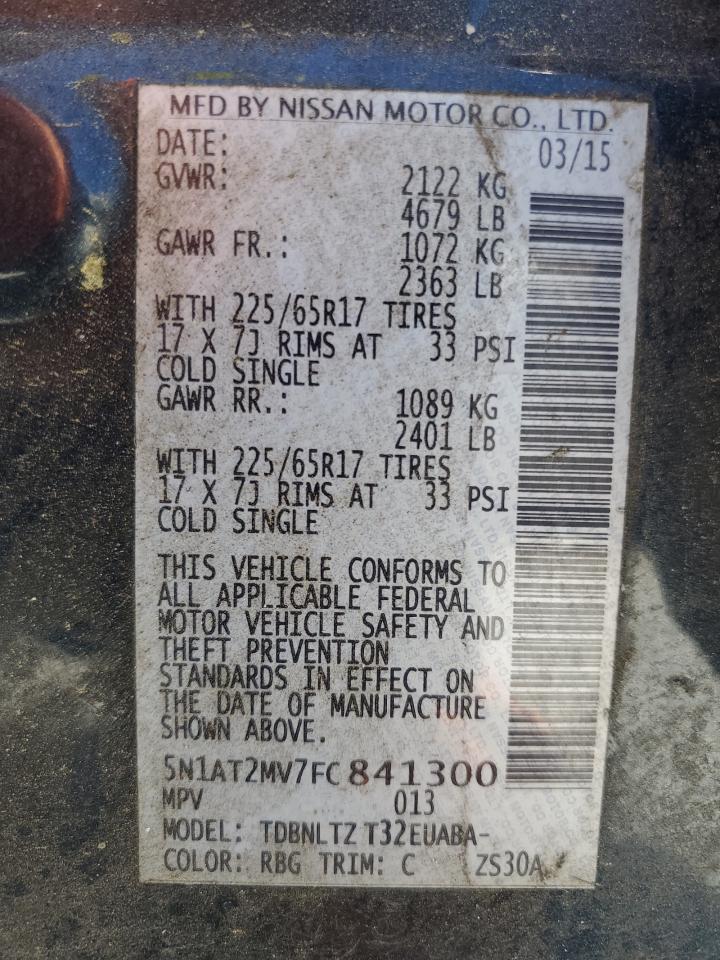 MFD BY NISSAN MOTOR CO., LTD.
DATE: 03/15
GVWR: 2122 KG
4679 LB
GAWR FR.: 1072 KG
2363 LB
WITH 225/65R17 TIRES
17 X 7J RIMS AT 33 PSI
COLD SINGLE
GAWR RR.: 1089 KG
2401 LB
WITH 225/65R17 TIRES
17 X 7J RIMS AT 33 PSI
COLD SINGLE
THIS VEHICLE CONFORMS TO
ALL APPLICABLE FEDERAL
MOTOR VEHICLE SAFETY AND
THEFT PREVENTION
STANDARDS IN EFFECT ON
THE DATE OF MANUFACTURE
SHOWN ABOVE.
5N1AT2MV7FC841300
MPV 013
MODEL: TDBNLTZ T32EUABA-
COLOR: RBG TRIM: C ZS30A